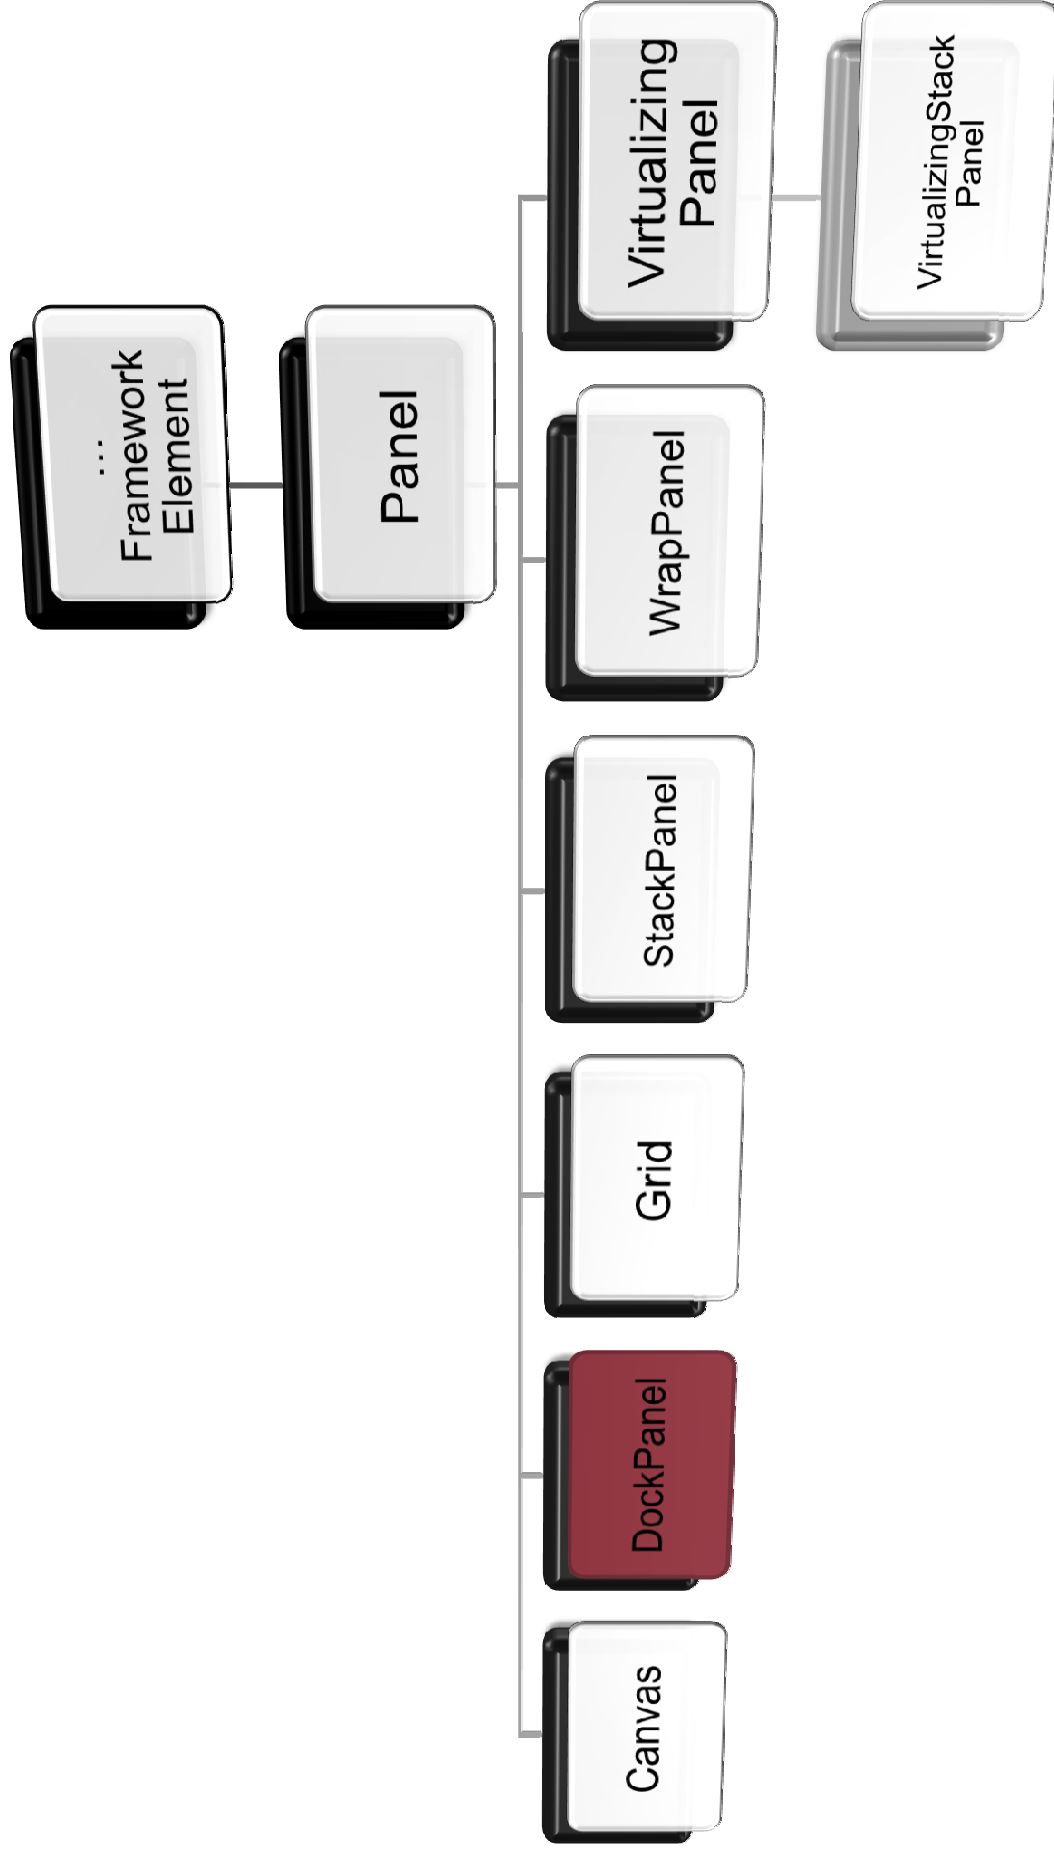 ...
Framework
Element
Panel
Canvas
DockPanel
Grid
StackPanel
WrapPanel
Virtualizing
Panel
VirtualizingStack
Panel